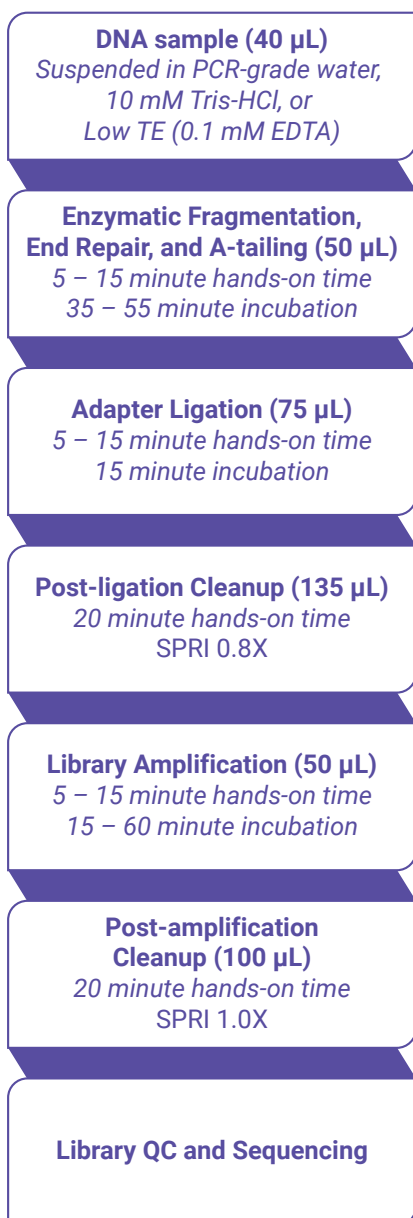 DNA sample (40 µL)
Suspended in PCR-grade water,
10 mM Tris-HCl, or
Low TE (0.1 mM EDTA)
Enzymatic Fragmentation,
End Repair, and A-tailing (50 µL)
5 – 15 minute hands-on time
35 – 55 minute incubation
Adapter Ligation (75 µL)
5 – 15 minute hands-on time
15 minute incubation
Post-ligation Cleanup (135 µL)
20 minute hands-on time
SPRI 0.8X
Library Amplification (50 µL)
5 – 15 minute hands-on time
15 – 60 minute incubation
Post-amplification
Cleanup (100 µL)
20 minute hands-on time
SPRI 1.0X
Library QC and Sequencing